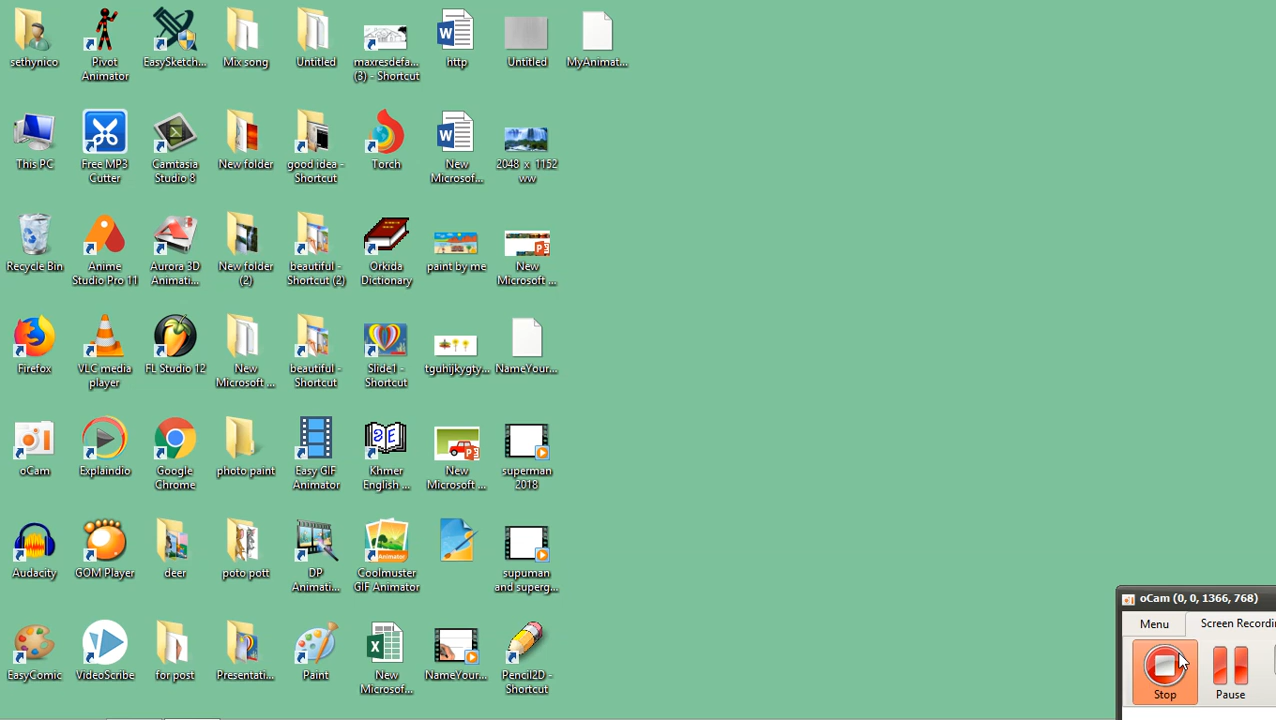 sethynico
Pivot
Animator
EasySketch...
Mix song
Untitled
maxresdefa...
(3) - Shortcut
http
Untitled
MyAnimat...
This PC
Free MP3
Cutter
Camtasia
Studio 8
New folder
good idea -
Shortcut
Torch
New
Microsof...
2048 x 1152
ww
Recycle Bin
Anime
Studio Pro 11
Aurora 3D
Animati...
New folder
(2)
beautiful -
Shortcut (2)
Orkida
Dictionary
paint by me
New
Microsoft ...
Firefox
VLC media
player
FL Studio 12
New
Microsoft ...
beautiful -
Shortcut
Slide1 -
Shortcut
tguhijkygty...
NameYour...
oCam
Explaindio
Google
Chrome
photo paint
Easy GIF
Animator
Khmer
English ...
New
Microsoft ...
superman
2018
Audacity
GOM Player
deer
poto pott
DP
Animati...
Coolmuster
GIF Animator
supuman
and superg...
EasyComic
VideoScribe
for post
Presentati...
Paint
New
Microsof...
NameYour...
Pencil2D -
Shortcut
oCam (0, 0, 1366, 768)
Menu
Screen Recordin
Stop
Pause